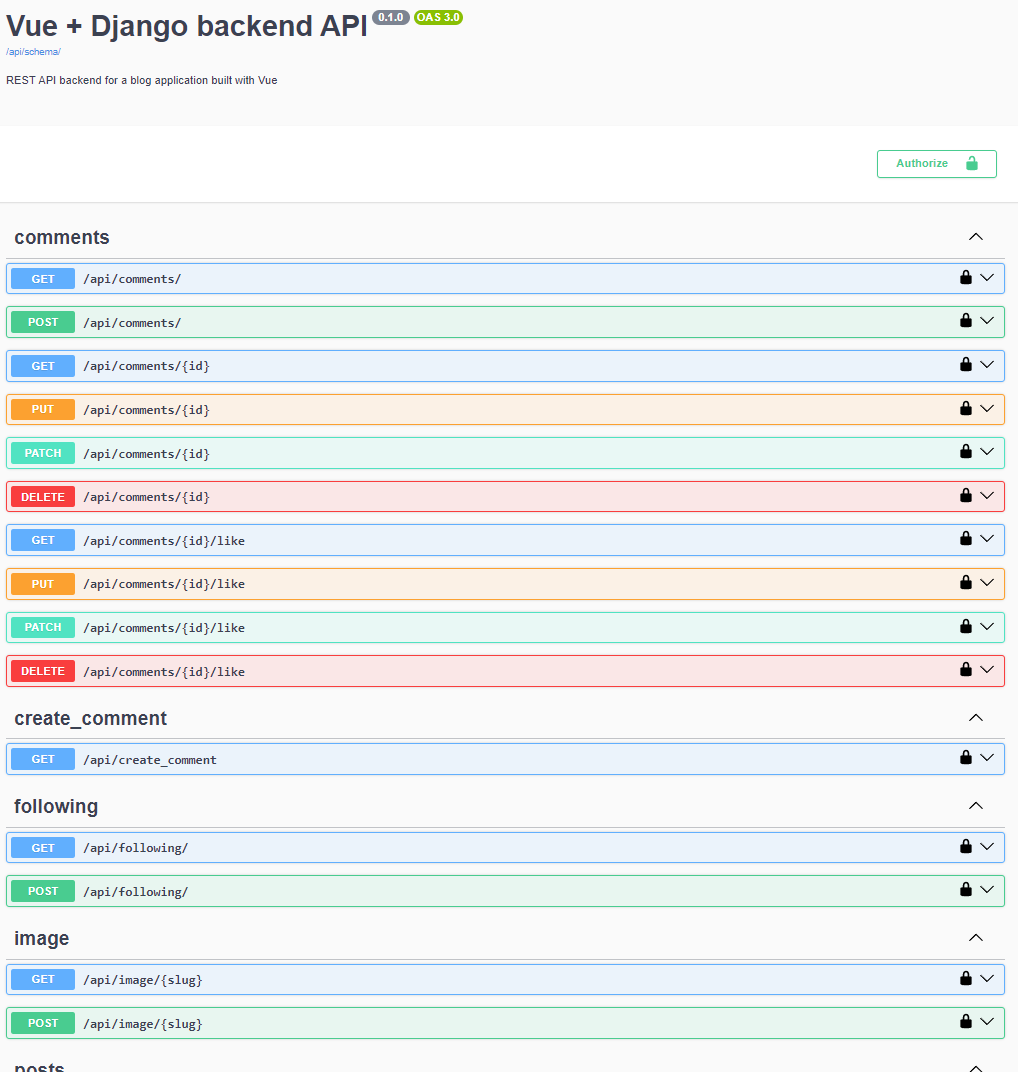 Vue + Django backend API 0.1.0 OAS 3.0
/api/schema/
REST API backend for a blog application built with Vue
Authorize
comments
GET /api/comments/
POST /api/comments/
GET /api/comments/{id}
PUT /api/comments/{id}
PATCH /api/comments/{id}
DELETE /api/comments/{id}
GET /api/comments/{id}/like
PUT /api/comments/{id}/like
PATCH /api/comments/{id}/like
DELETE /api/comments/{id}/like
create_comment
GET /api/create_comment
following
GET /api/following/
POST /api/following/
image
GET /api/image/{slug}
POST /api/image/{slug}
posts